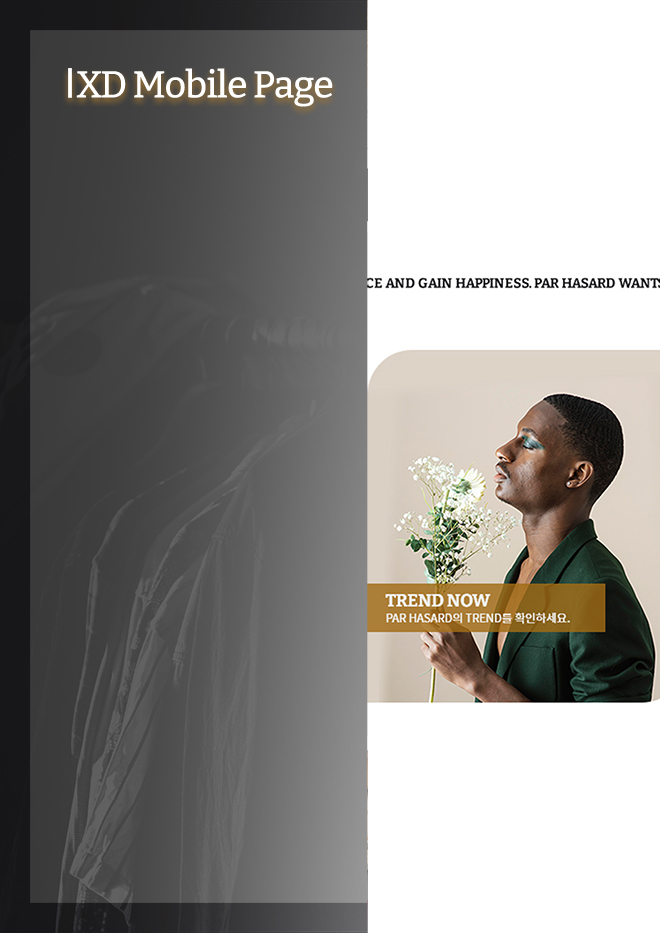 XD Mobile Page
CE AND GAIN HAPPINESS. PAR HASARD WANTS
TREND NOW
PAR HASARD의 TREND를 확인하세요.